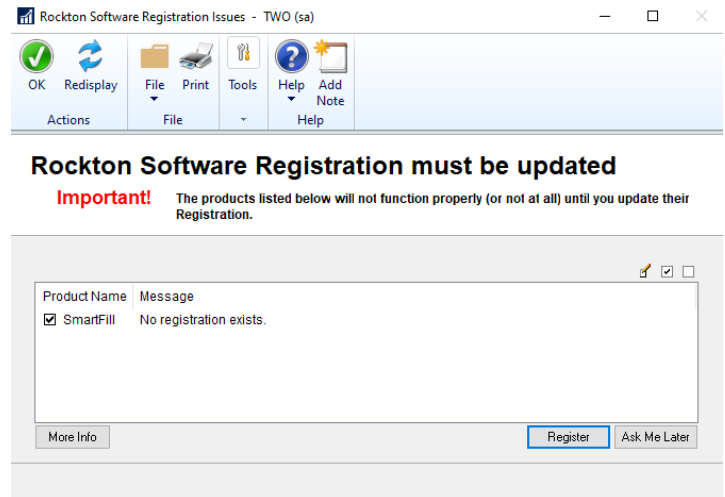 Rockton Software Registration Issues - TWO (sa)
OK Redisplay File Print Tools Help Add Note
Actions File Help
Rockton Software Registration must be updated
Important! The products listed below will not function properly (or not at all) until you update their
Registration.
Product Name Message
SmartFill No registration exists.
More Info Register Ask Me Later